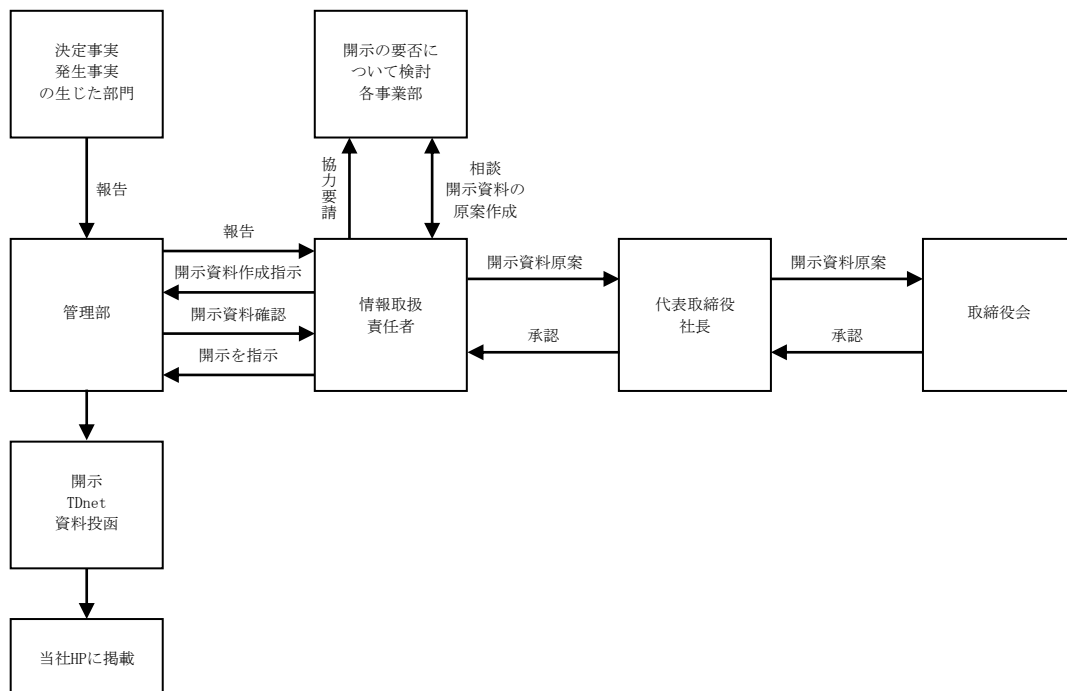 決定事実
発生事実
の生じた部門
開示の要否に
ついて検討
各事業部
報告
協力要請
相談
開示資料の
原案作成
管理部
報告
開示資料作成指示
開示資料確認
開示を指示
情報取扱
責任者
開示資料原案
承認
代表取締役
社長
開示資料原案
承認
取締役会
開示
TDnet
資料投函
当社HPに掲載